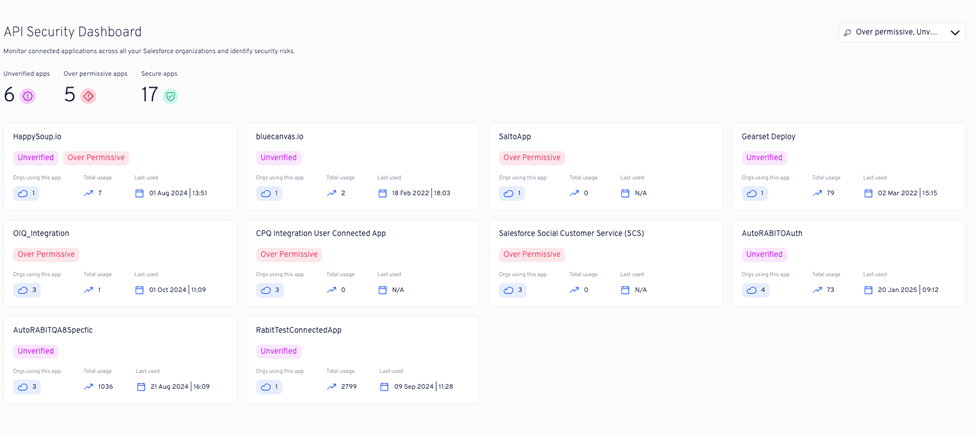 API Security Dashboard
Over permissive, Unv...
Monitor connected applications across all your Salesforce organizations and identify security risks.
Unverified apps Over permissive apps Secure apps
6 5 17
HappySoup.io
Unverified Over Permissive
Orgs using this app Total usage Last used
1 7 01 Aug 2024 | 13:51
bluecanvas.io
Unverified
Orgs using this app Total usage Last used
1 2 18 Feb 2022 | 18:03
SaltoApp
Over Permissive
Orgs using this app Total usage Last used
1 0 N/A
Gearset Deploy
Unverified
Orgs using this app Total usage Last used
1 79 02 Mar 2022 | 15:15
OIQ_Integration
Over Permissive
Orgs using this app Total usage Last used
3 1 01 Oct 2024 | 11:09
CPQ Integration User Connected App
Over Permissive
Orgs using this app Total usage Last used
3 0 N/A
Salesforce Social Customer Service (SCS)
Over Permissive
Orgs using this app Total usage Last used
3 0 N/A
AutoRABITOAuth
Unverified
Orgs using this app Total usage Last used
4 73 20 Jan 2025 | 09:12
AutoRABITQA8Specfic
Unverified
Orgs using this app Total usage Last used
3 1036 21 Aug 2024 | 16:09
RabitTestConnectedApp
Unverified
Orgs using this app Total usage Last used
1 2799 09 Sep 2024 | 11:28